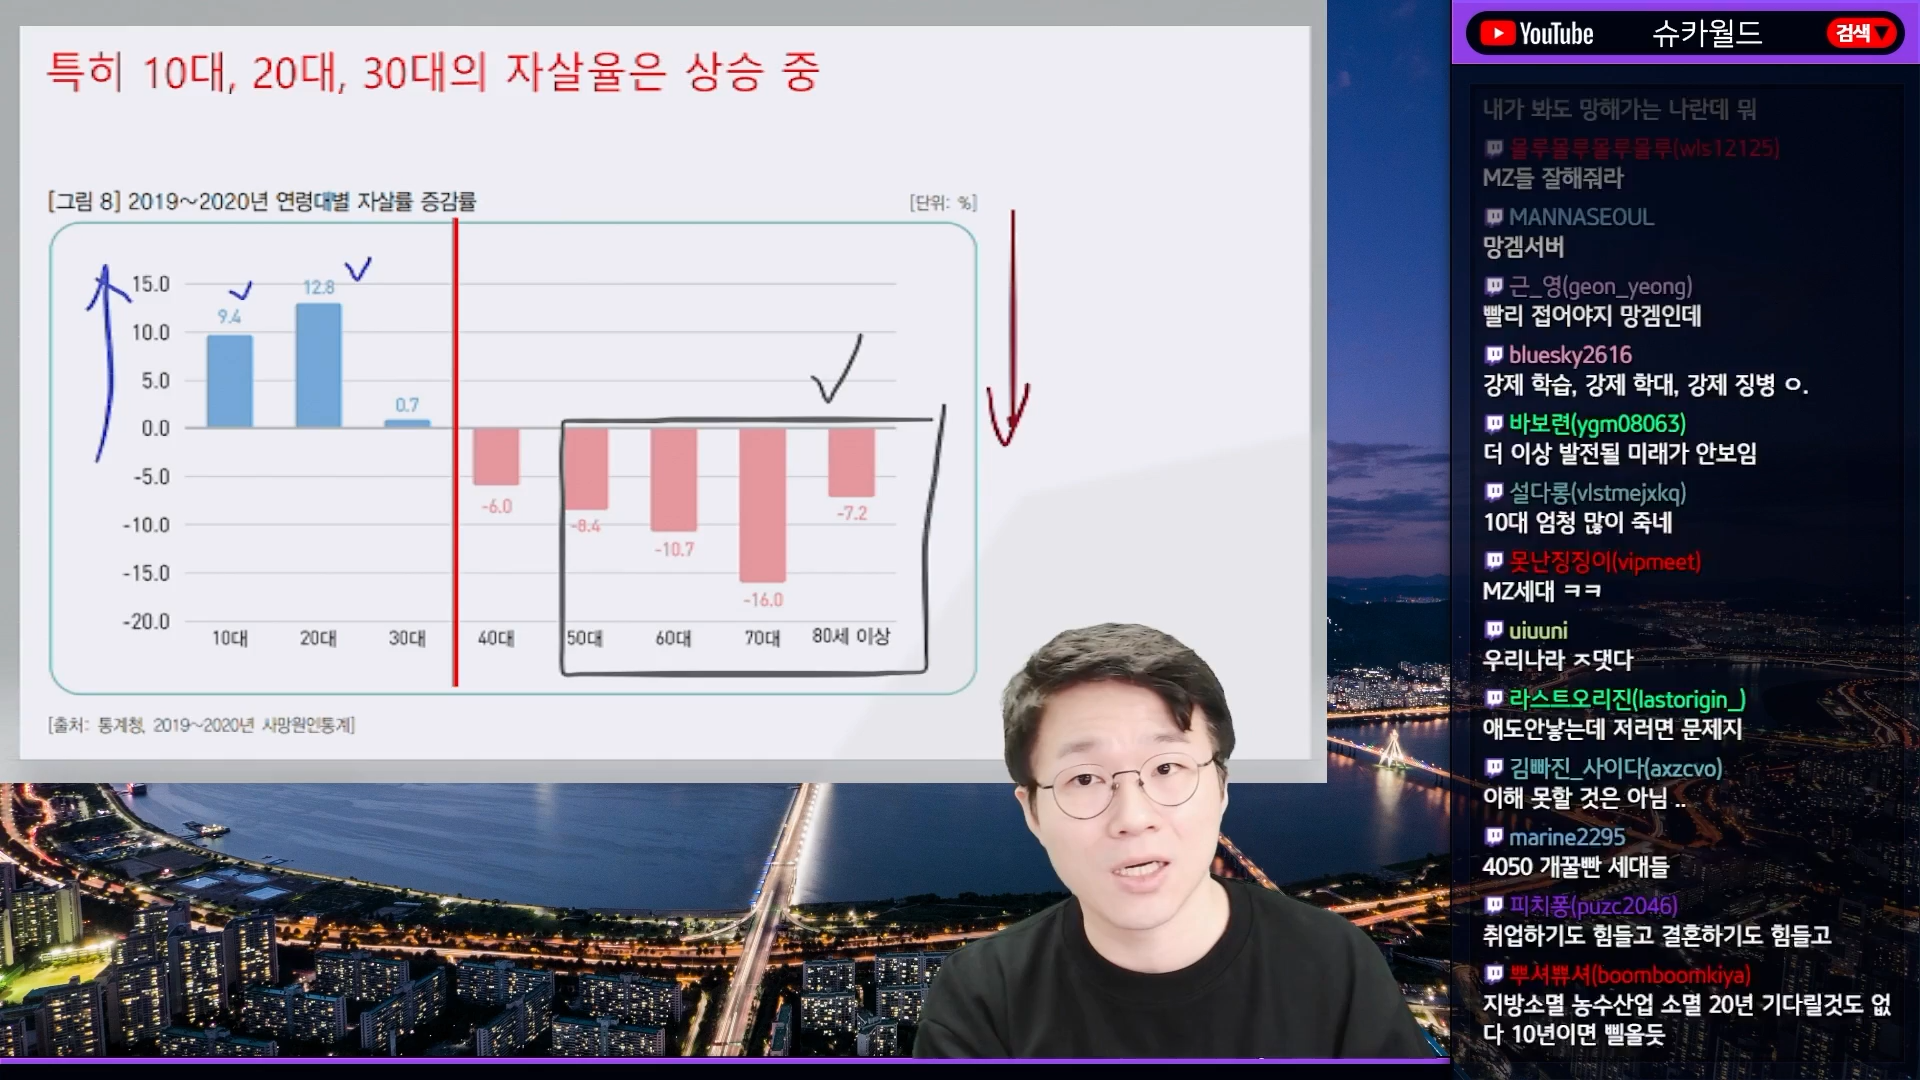 특히 10대, 20대, 30대의 자살율은 상승 중
[그림 8] 2019~2020년 연령대별 자살률 증감률
[단위: %]
15.0
10.0
5.0
0.0
-5.0
-10.0
-15.0
-20.0
9.4
12.8
0.7
-6.0
-8.4
-10.7
-16.0
-7.2
10대 20대 30대 40대 50대 60대 70대 80세 이상
[출처: 통계청, 2019~2020년 사망원인통계]
YouTube 슈카월드 검색
내가 봐도 망해가는 나란데 뭐
몰루몰루몰루몰루(wls12125)
MZ들 잘해줘라
MANNASEOUL
망겜서버
근_영(geon_yeong)
빨리 접어야지 망겜인데
bluesky2616
강제 학습, 강제 학대, 강제 징병 ㅇ.
바보련(ygm08063)
더 이상 발전될 미래가 안보임
설다롱(vlstmejxkq)
10대 엄청 많이 죽네
못난징징이(vipmeet)
MZ세대 ㅋㅋ
uiuuni
우리나라 ㅈ댓다
라스트오리진(lastorigin_)
애도안낳는데 저러면 문제지
김빠진_사이다(axzcvo)
이해 못할 것은 아님 ..
marine2295
4050 개꿀빤 세대들
피치퐁(puzc2046)
취업하기도 힘들고 결혼하기도 힘들고
뿌셔쀼셔(boomboomkiya)
지방소멸 농수산업 소멸 20년 기다릴것도 없
다 10년이면 삘올듯